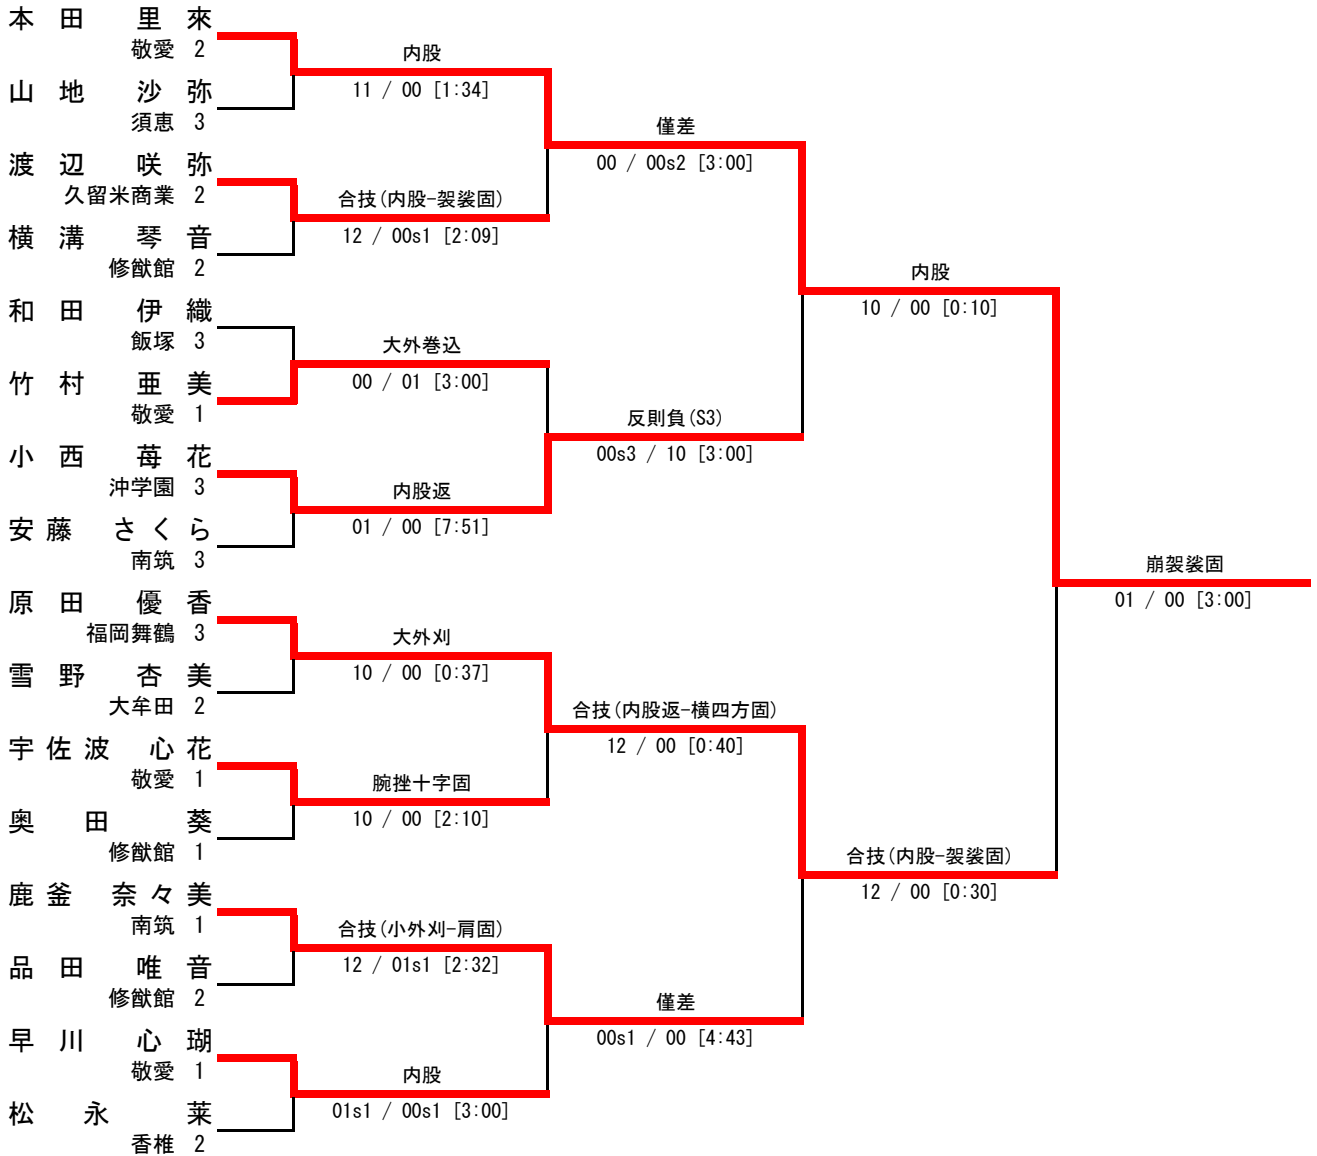 本田 里來
敬愛 2
山地 沙弥
須恵 3
渡辺 咲弥
久留米商業 2
横溝 琴音
修猷館 2
和田 伊織
飯塚 3
竹村 亜美
敬愛 1
小西 苺花
沖学園 3
安藤 さくら
南筑 3
原田 優香
福岡舞鶴 3
雪野 杏美
大牟田 2
宇佐波 心花
敬愛 1
奥田 葵
修猷館 1
鹿釜 奈々美
南筑 1
品田 唯音
修猷館 2
早川 心瑚
敬愛 1
松永 莱
香椎 2
内股
11 / 00 [1:34]
合技(内股-袈裟固)
12 / 00s1 [2:09]
大外巻込
00 / 01 [3:00]
内股返
01 / 00 [7:51]
大外刈
10 / 00 [0:37]
腕挫十字固
10 / 00 [2:10]
合技(小外刈-肩固)
12 / 01s1 [2:32]
内股
01s1 / 00s1 [3:00]
僅差
00 / 00s2 [3:00]
反則負(S3)
00s3 / 10 [3:00]
合技(内股返-横四方固)
12 / 00 [0:40]
僅差
00s1 / 00 [4:43]
内股
10 / 00 [0:10]
合技(内股-袈裟固)
12 / 00 [0:30]
崩袈裟固
01 / 00 [3:00]